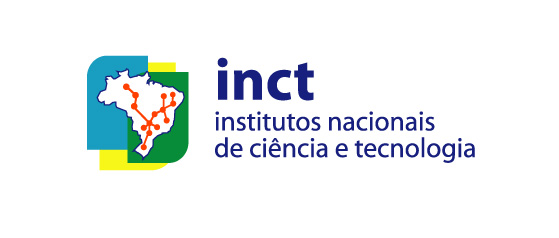 inct
institutos nacionais
de ciência e tecnologia